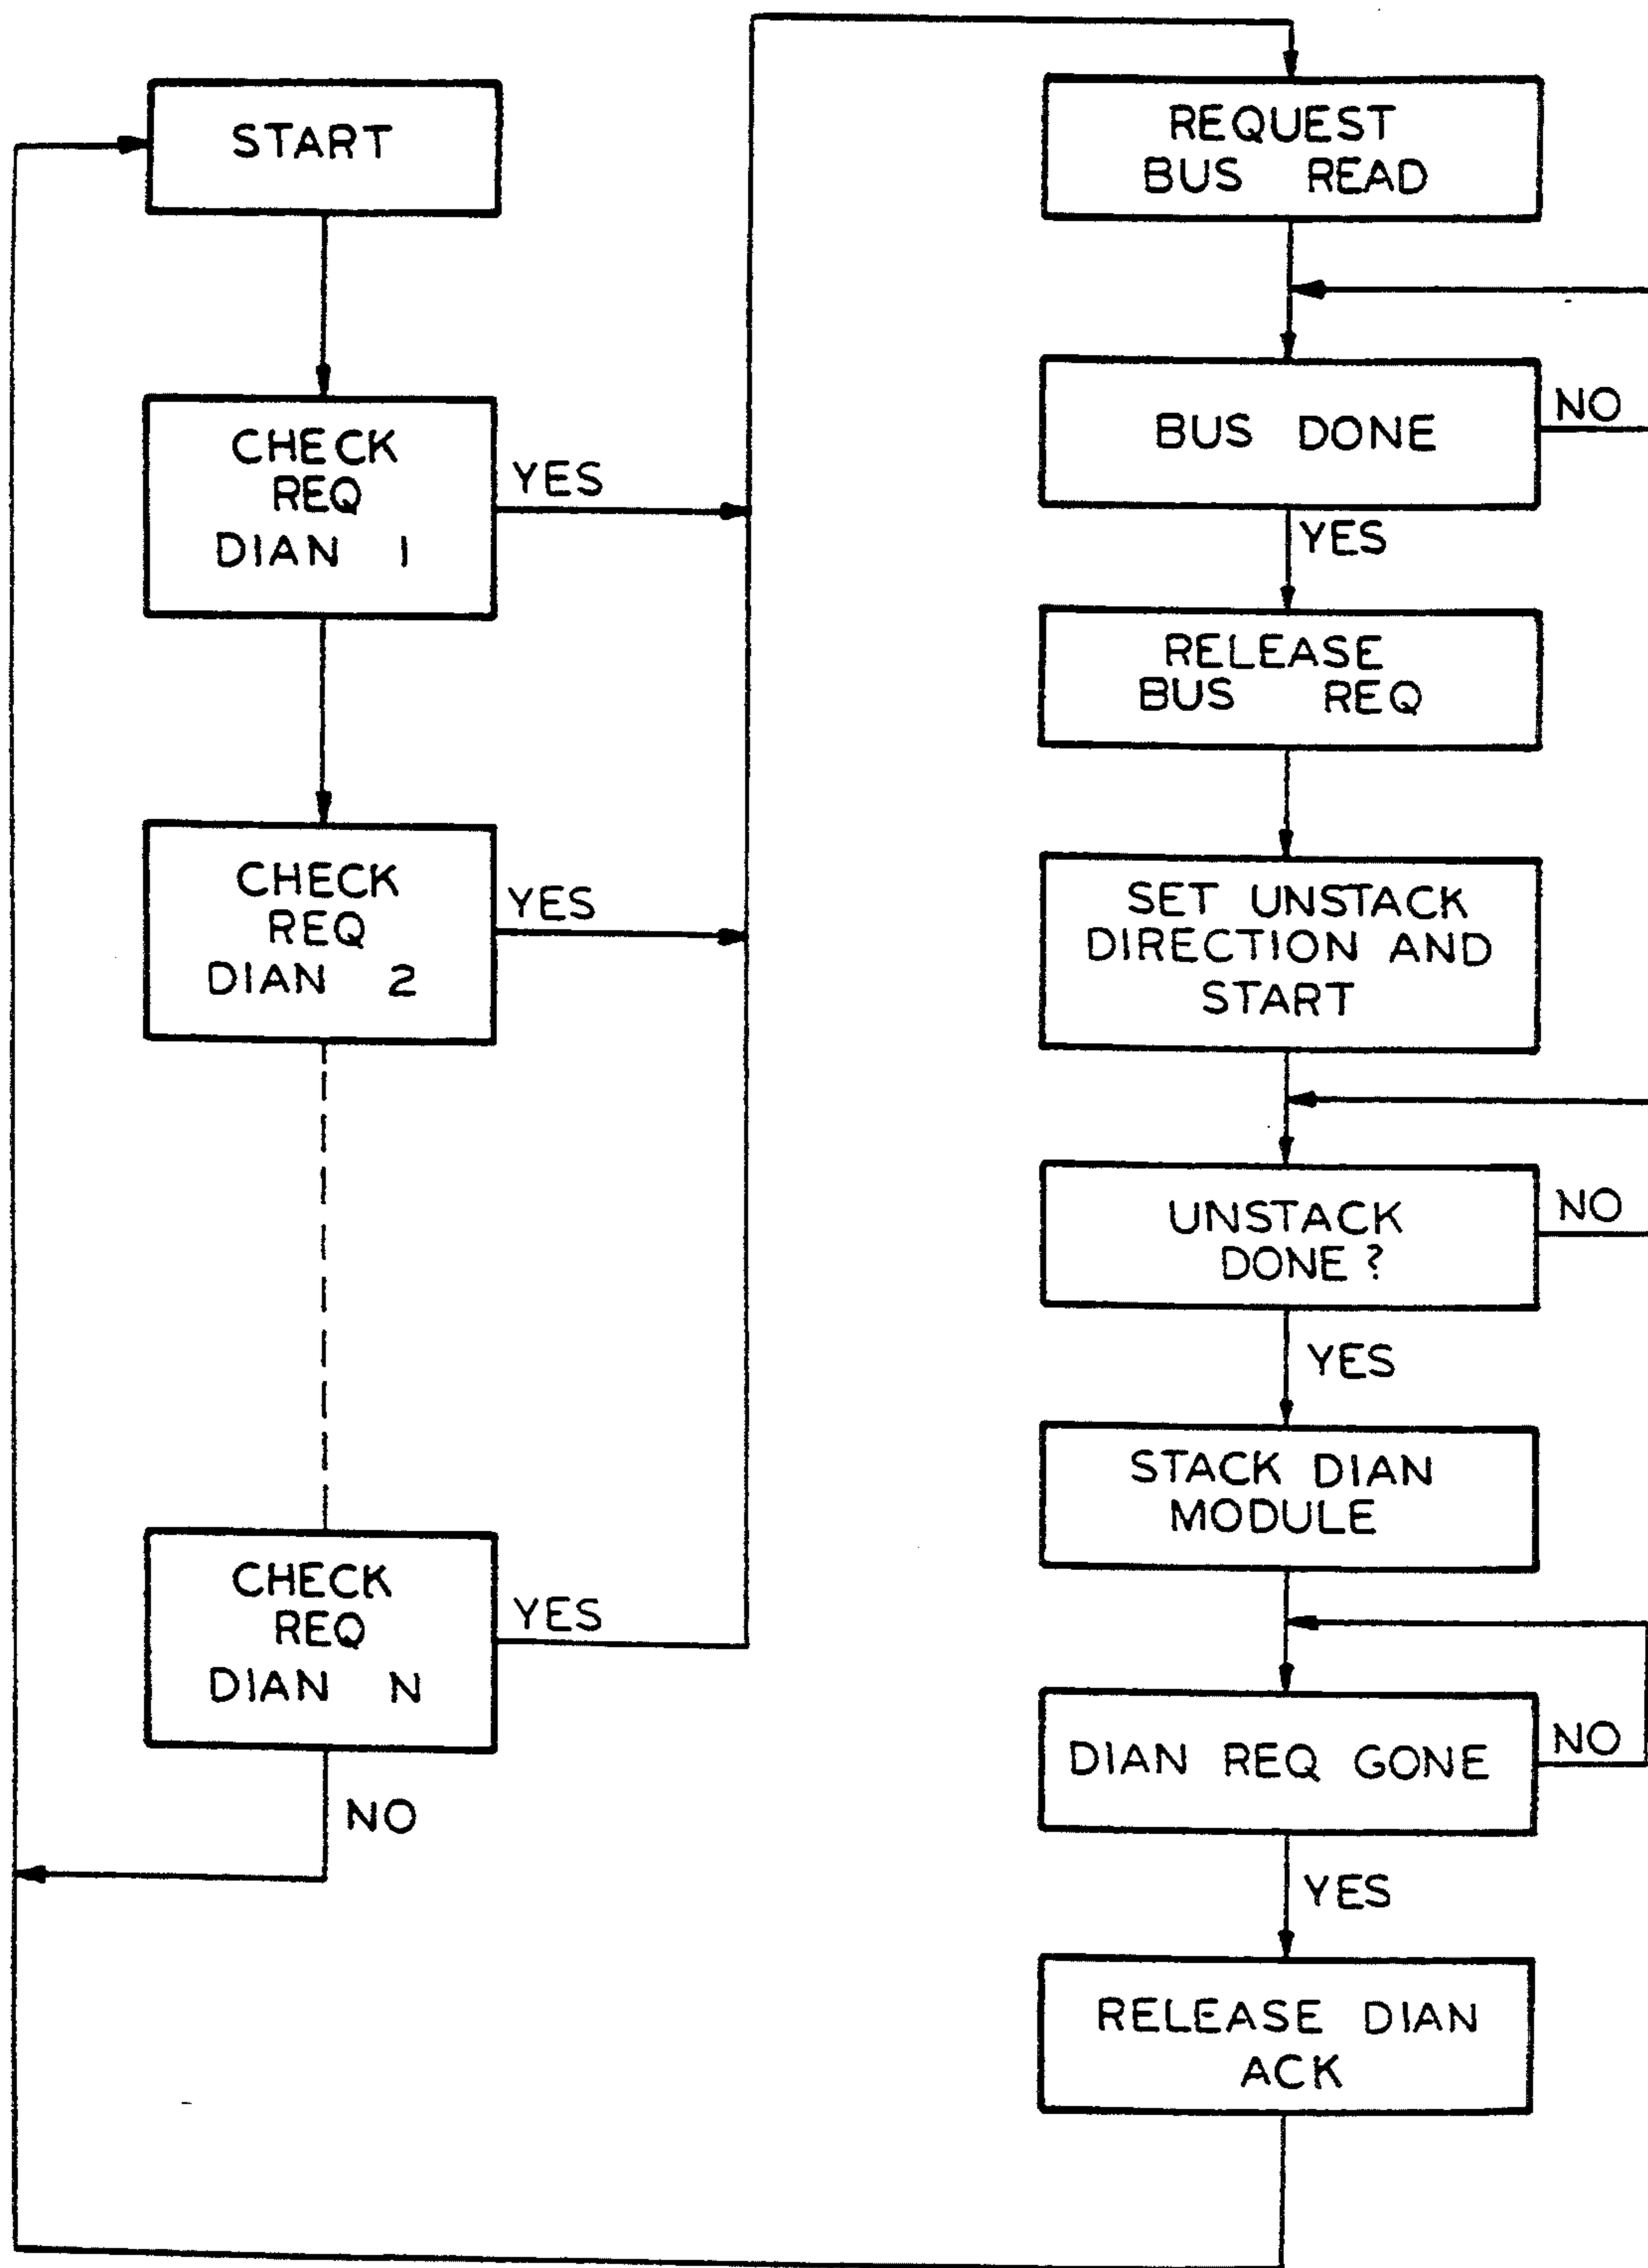 START
CHECK
REQ
DIAN 1
YES
CHECK
REQ
DIAN 2
YES
CHECK
REQ
DIAN N
YES
NO
REQUEST
BUS READ
BUS DONE
NO
YES
RELEASE
BUS REQ
SET UNSTACK
DIRECTION AND
START
UNSTACK
DONE?
NO
YES
STACK DIAN
MODULE
DIAN REQ GONE
NO
YES
RELEASE DIAN
ACK